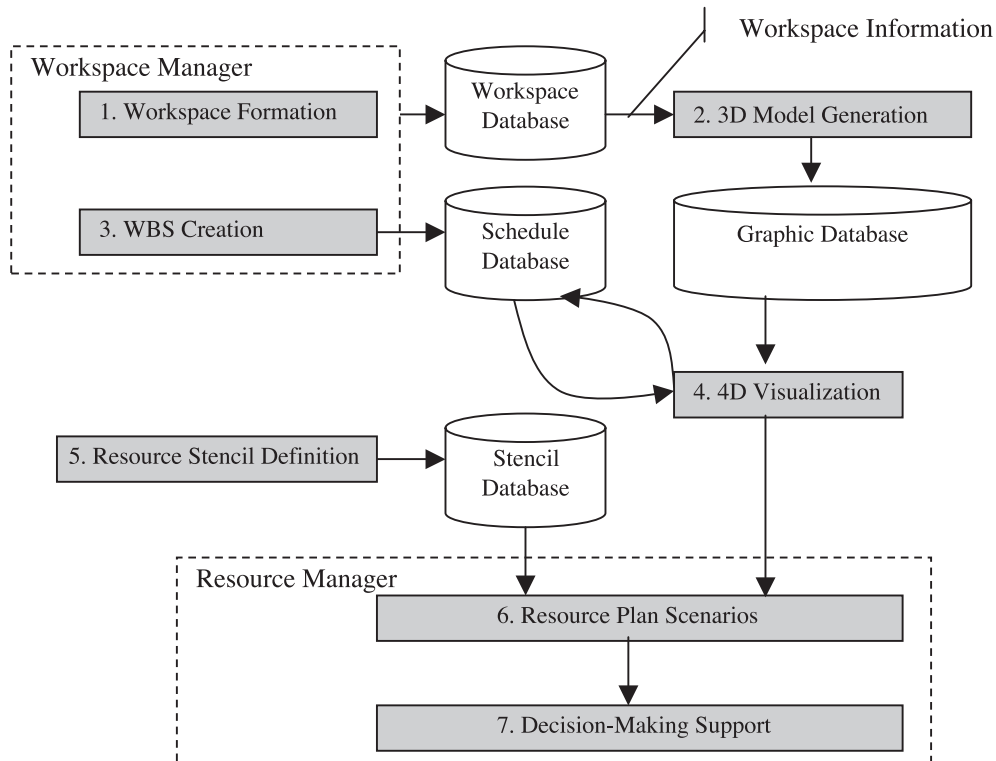 Workspace Information
Workspace Manager
1. Workspace Formation
Workspace
Database
2. 3D Model Generation
3. WBS Creation
Schedule
Database
Graphic Database
4. 4D Visualization
5. Resource Stencil Definition
Stencil
Database
Resource Manager
6. Resource Plan Scenarios
7. Decision-Making Support